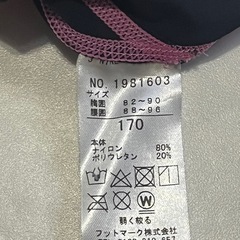 NO. 1981603
サイズ
胸囲 82~90
腰囲 88~96
170
本体
ナイロン 80%
ポリウレタン 20%
W
弱く絞る
フットマーク株式会社